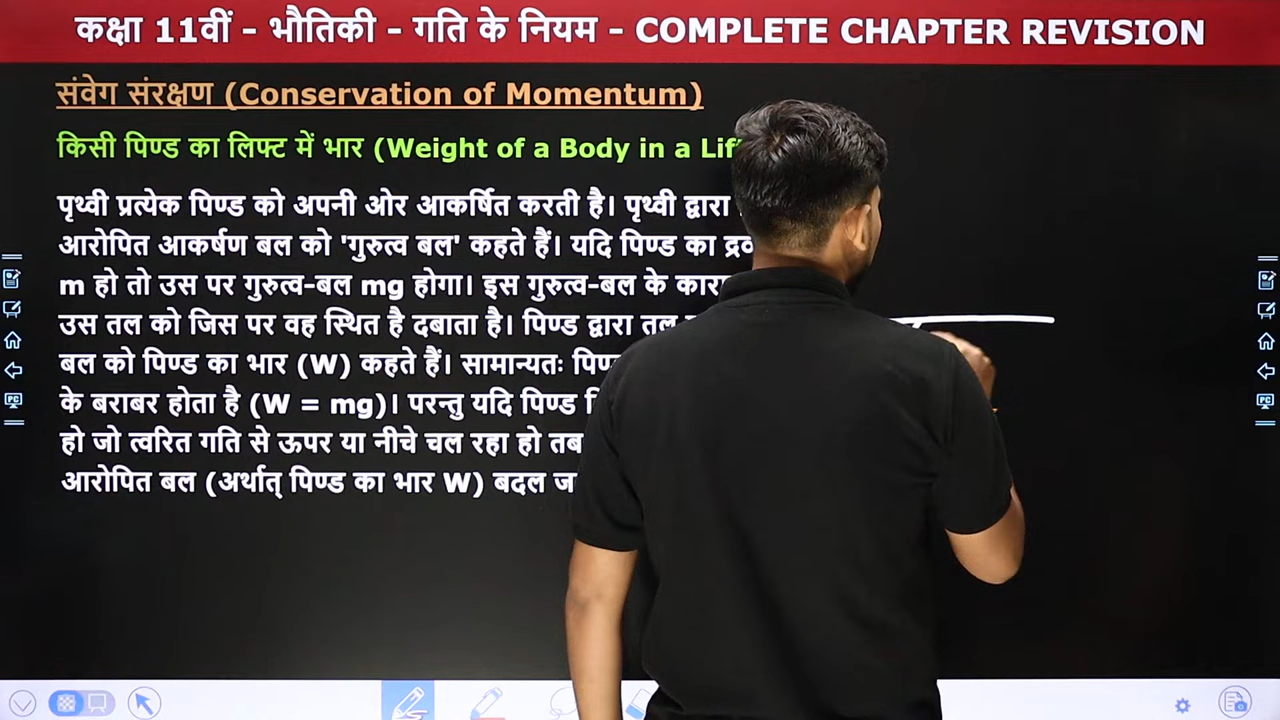 कक्षा 11वीं - भौतिकी - गति के नियम - COMPLETE CHAPTER REVISION
संवेग संरक्षण (Conservation of Momentum)
किसी पिण्ड का लिफ्ट में भार (Weight of a Body in a
पृथ्वी प्रत्येक पिण्ड को अपनी ओर आकर्षित करती है। पृथ्वी द्वारा
आरोपित आकर्षण बल को 'गुरुत्व बल' कहते हैं। यदि पिण्ड का
m हो तो उस पर गुरुत्व-बल mg होगा। इस गुरुत्व-बल के
उस तल को जिस पर वह स्थित है दबाता है। पिण्ड द्वारा तल
बल को पिण्ड का भार (W) कहते हैं। सामान्यतः
के बराबर होता है (W = mg)। परन्तु यदि पिण्ड
हो जो त्वरित गति से ऊपर या नीचे चल रहा हो तब
आरोपित बल (अर्थात् पिण्ड का भार W) बदल